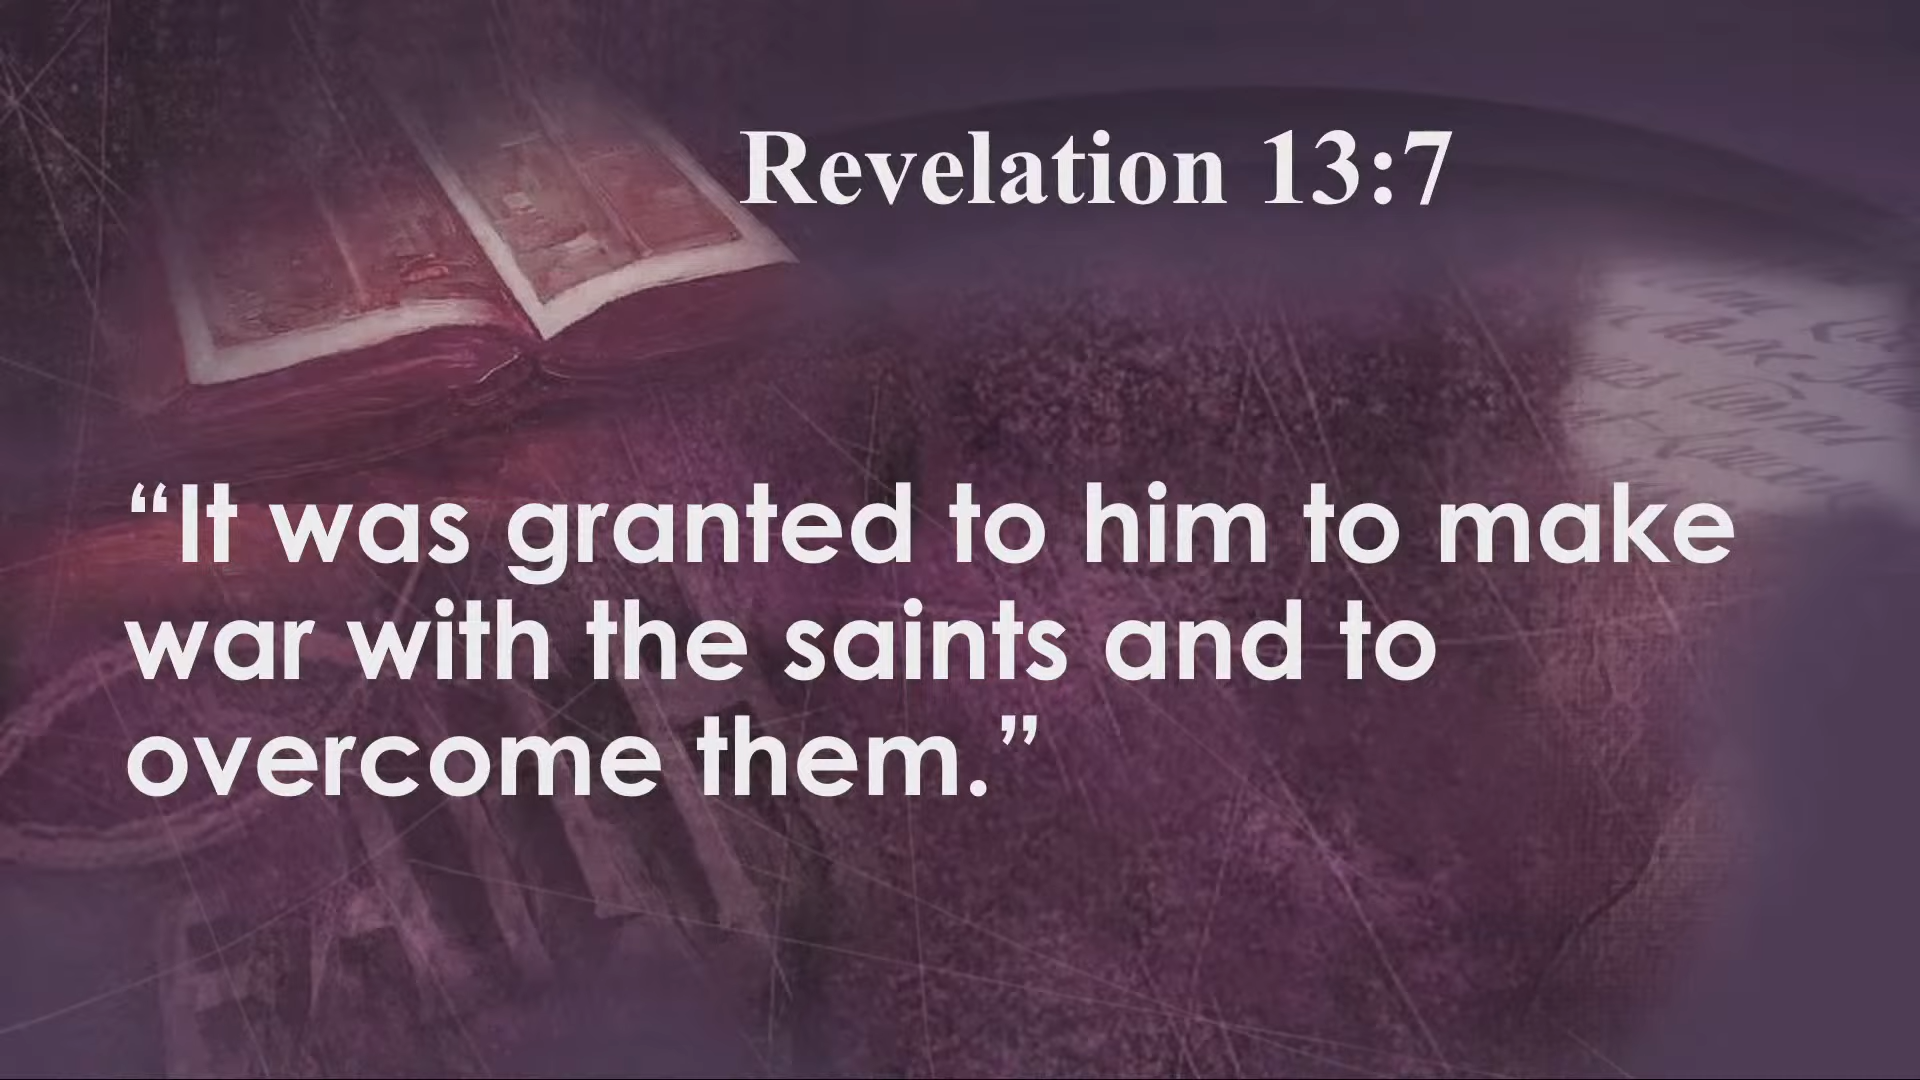 Revelation 13:7
“It was granted to him to make
war with the saints and to
overcome them.”